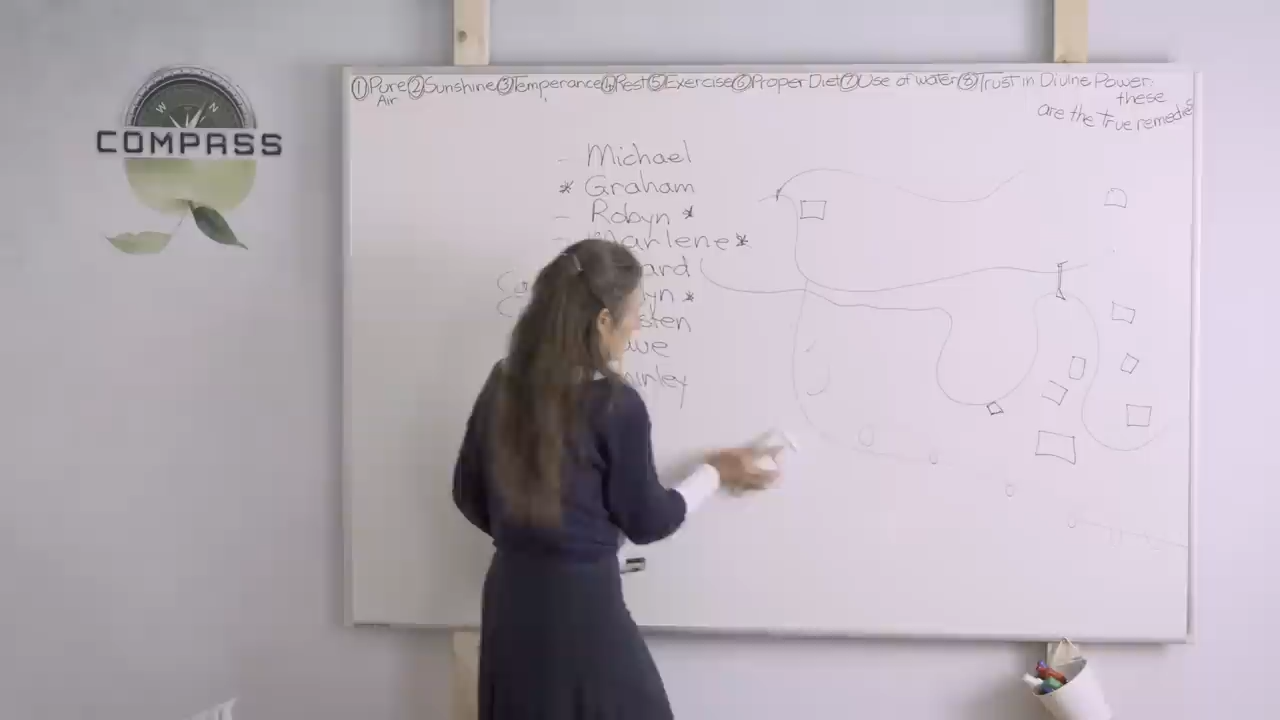 W N
COMPASS
①Pure ②Sunshine ③Temperance ④Rest ⑤Exercise ⑥Proper Diet ⑦Use of water ⑧Trust in Divine Power:
Air
these
are the true remedies
- Michael
* Graham
- Robyn *
- Marlene *